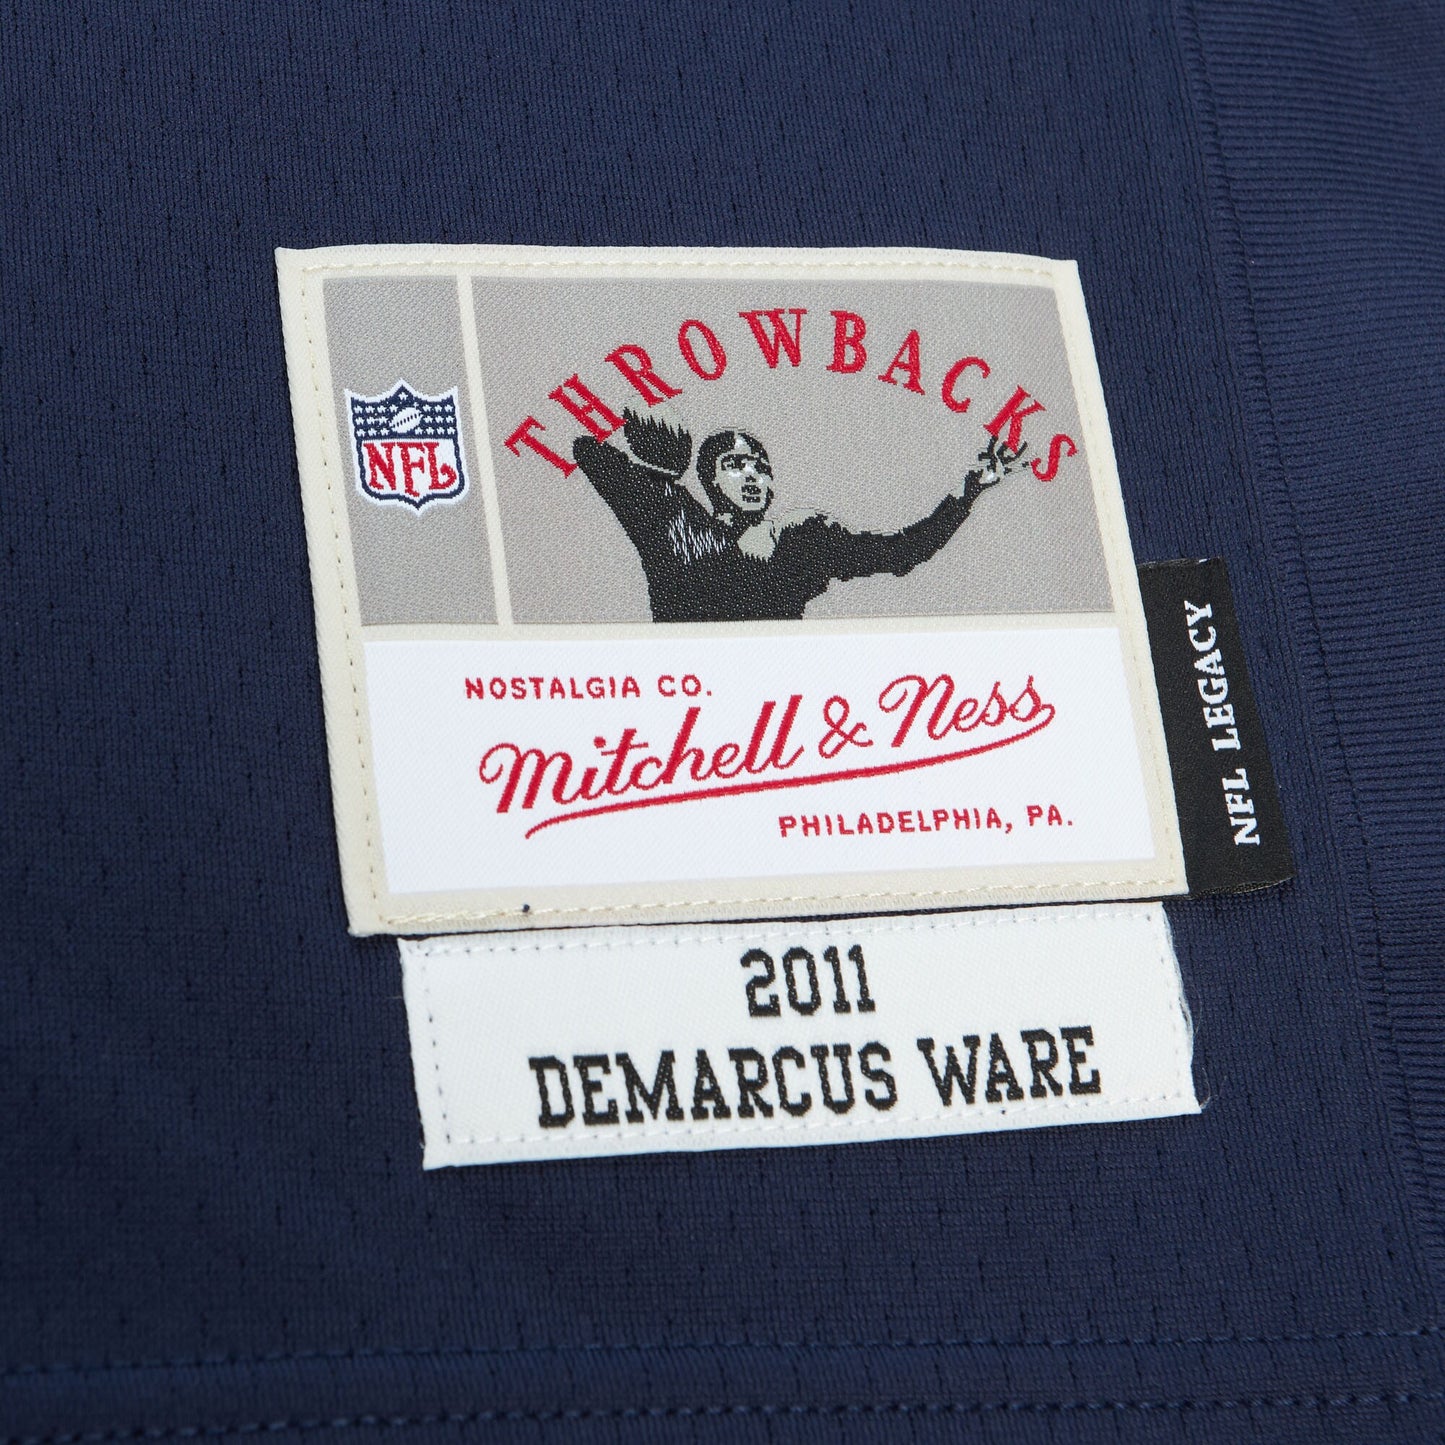 THROWBACKS
NFL
NOSTALGIA CO.
Mitchell & Ness
PHILADELPHIA, PA.
NFL LEGACY
2011
DEMARCUS WARE